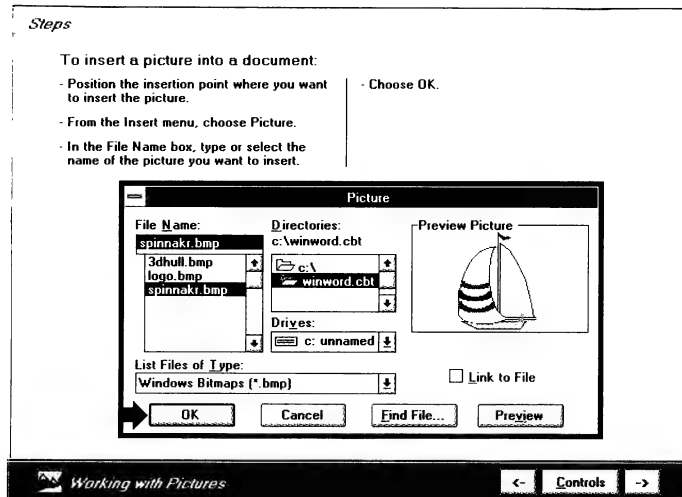 Steps
To insert a picture into a document:
- Position the insertion point where you want
to insert the picture.
- From the Insert menu, choose Picture.
- In the File Name box, type or select the
name of the picture you want to insert.
- Choose OK.
Picture
File Name:
spinnakr.bmp
3dhull.bmp
logo.bmp
spinnakr.bmp
Directories:
c:\winword.cbt
c:\
winword.cbt
Drives:
c: unnamed
Preview Picture
List Files of Type:
Windows Bitmaps (*.bmp)
Link to File
OK
Cancel
Find File...
Preview
Working with Pictures
<-
Controls
->